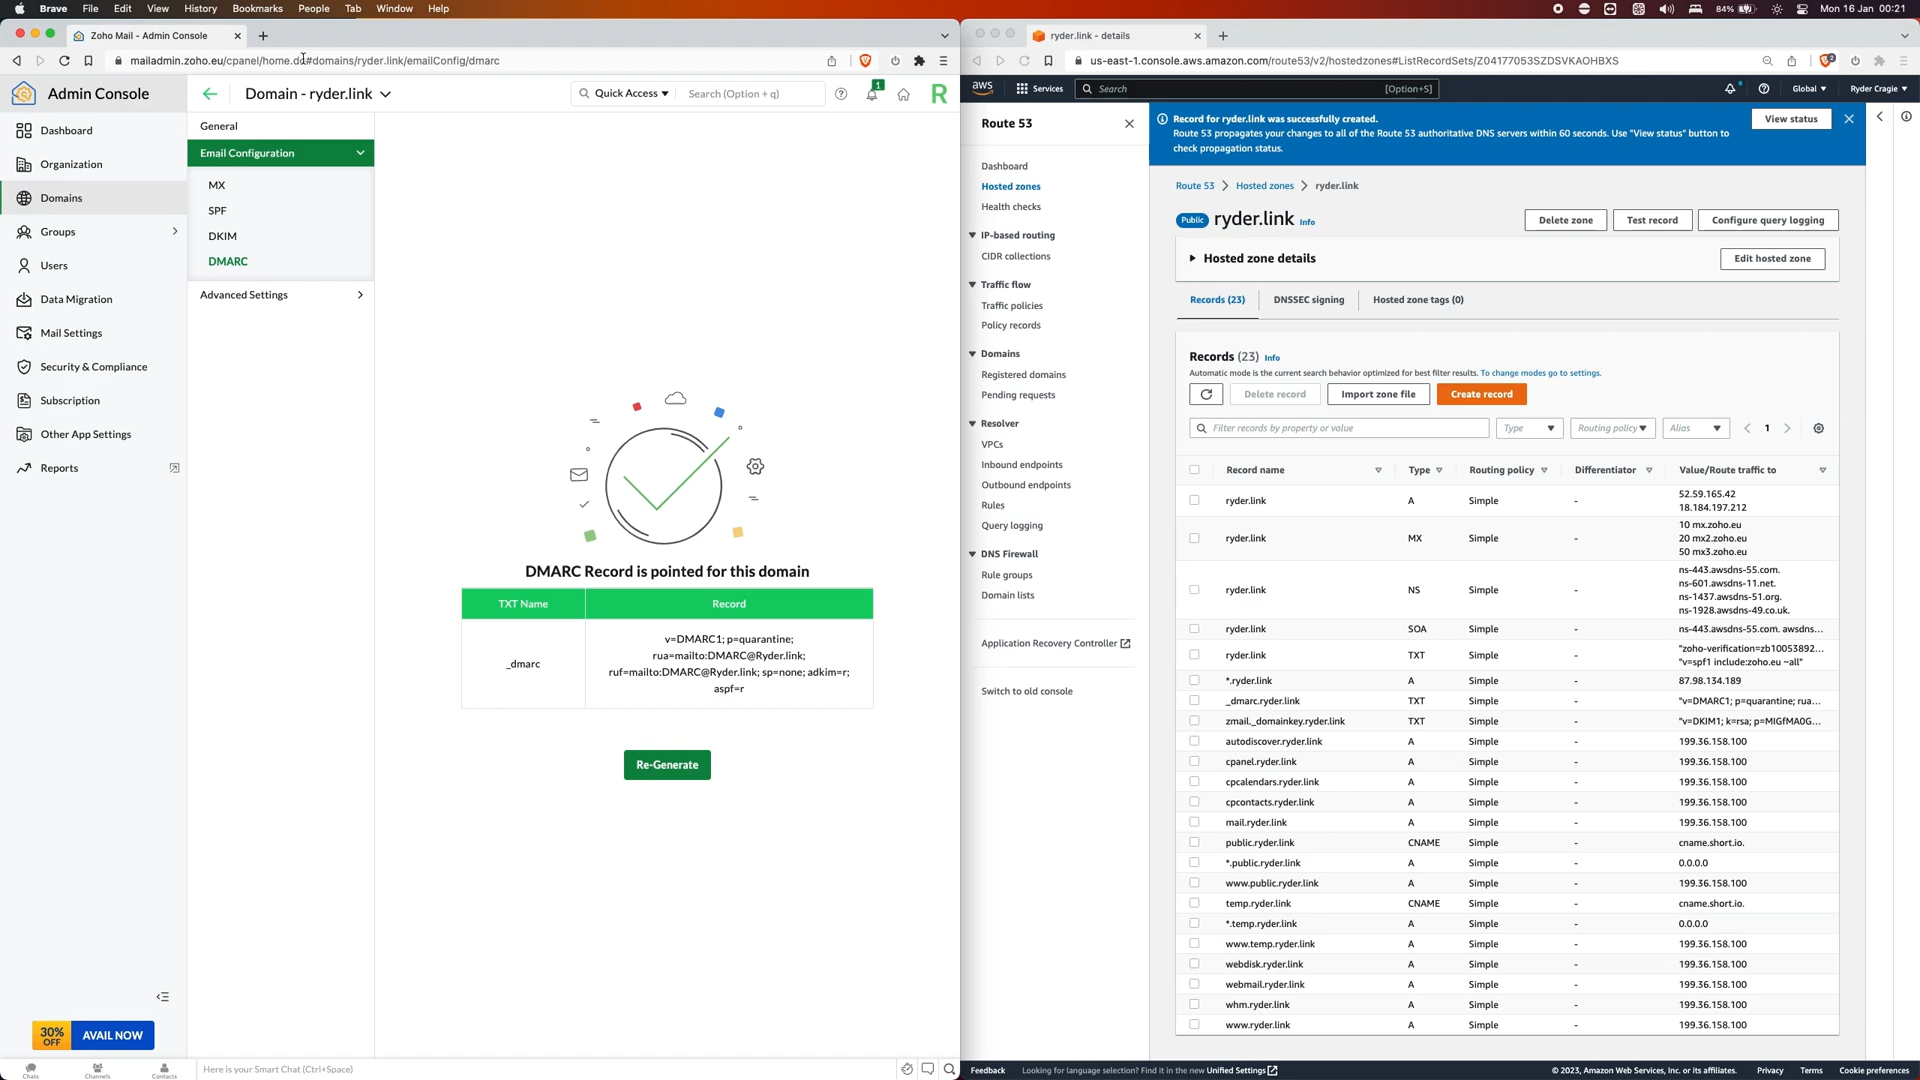 Brave File Edit View History Bookmarks People Tab Window Help
84% Mon 16 Jan 00:21
Zoho Mail - Admin Console
mailadmin.zoho.eu/cpanel/home.do#domains/ryder.link/emailConfig/dmarc
Admin Console
Domain - ryder.link
Quick Access
Search (Option + q)
1
R
Dashboard
Organization
Domains
Groups
Users
Data Migration
Mail Settings
Security & Compliance
Subscription
Other App Settings
Reports
30% OFF
AVAIL NOW
General
Email Configuration
MX
SPF
DKIM
DMARC
Advanced Settings
DMARC Record is pointed for this domain
TXT Name Record
_dmarc
v=DMARC1; p=quarantine;
rua=mailto:DMARC@Ryder.link;
ruf=mailto:DMARC@Ryder.link; sp=none; adkim=r;
aspf=r
Re-Generate
Chats Channels Contacts
Here is your Smart Chat (Ctrl+Space)
ryder.link - details
us-east-1.console.aws.amazon.com/route53/v2/hostedzones#ListRecordSets/Z04177053SZDSVKAOHBXS
aws
Services
Search [Option+S]
Global
Ryder Cragie
Route 53
Dashboard
Hosted zones
Health checks
IP-based routing
CIDR collections
Traffic flow
Traffic policies
Policy records
Domains
Registered domains
Pending requests
Resolver
VPCs
Inbound endpoints
Outbound endpoints
Rules
Query logging
DNS Firewall
Rule groups
Domain lists
Application Recovery Controller
Switch to old console
Record for ryder.link was successfully created.
Route 53 propagates your changes to all of the Route 53 authoritative DNS servers within 60 seconds. Use "View status" button to
check propagation status.
View status
Route 53 Hosted zones ryder.link
Public ryder.link Info
Delete zone
Test record
Configure query logging
Hosted zone details
Edit hosted zone
Records (23)
DNSSEC signing
Hosted zone tags (0)
Records (23) Info
Automatic mode is the current search behavior optimized for best filter results. To change modes go to settings.
Delete record
Import zone file
Create record
Filter records by property or value
Type
Routing policy
Alias
1
Record name Type Routing policy Differentiator Value/Route traffic to
ryder.link A Simple - 52.59.165.42
18.184.197.212
ryder.link MX Simple - 10 mx.zoho.eu
20 mx2.zoho.eu
50 mx3.zoho.eu
ryder.link NS Simple - ns-443.awsdns-55.com.
ns-601.awsdns-11.net.
ns-1437.awsdns-51.org.
ns-1928.awsdns-49.co.uk.
ryder.link SOA Simple - ns-443.awsdns-55.com. awsdns...
ryder.link TXT Simple - "zoho-verification=zb10053892...
"v=spf1 include:zoho.eu ~all"
*.ryder.link A Simple - 87.98.134.189
_dmarc.ryder.link TXT Simple - "v=DMARC1; p=quarantine; rua...
zmail._domainkey.ryder.link TXT Simple - "v=DKIM1; k=rsa; p=MIGfMA0G...
autodiscover.ryder.link A Simple - 199.36.158.100
cpanel.ryder.link A Simple - 199.36.158.100
cpcalendars.ryder.link A Simple - 199.36.158.100
cpcontacts.ryder.link A Simple - 199.36.158.100
mail.ryder.link A Simple - 199.36.158.100
public.ryder.link CNAME Simple - cname.short.io.
*.public.ryder.link A Simple - 0.0.0.0
www.public.ryder.link A Simple - 199.36.158.100
temp.ryder.link CNAME Simple - cname.short.io.
*.temp.ryder.link A Simple - 0.0.0.0
www.temp.ryder.link A Simple - 199.36.158.100
webdisk.ryder.link A Simple - 199.36.158.100
webmail.ryder.link A Simple - 199.36.158.100
whm.ryder.link A Simple - 199.36.158.100
www.ryder.link A Simple - 199.36.158.100
Feedback
Looking for language selection? Find it in the new Unified Settings
© 2023, Amazon Web Services, Inc. or its affiliates.
Privacy
Terms
Cookie preferences